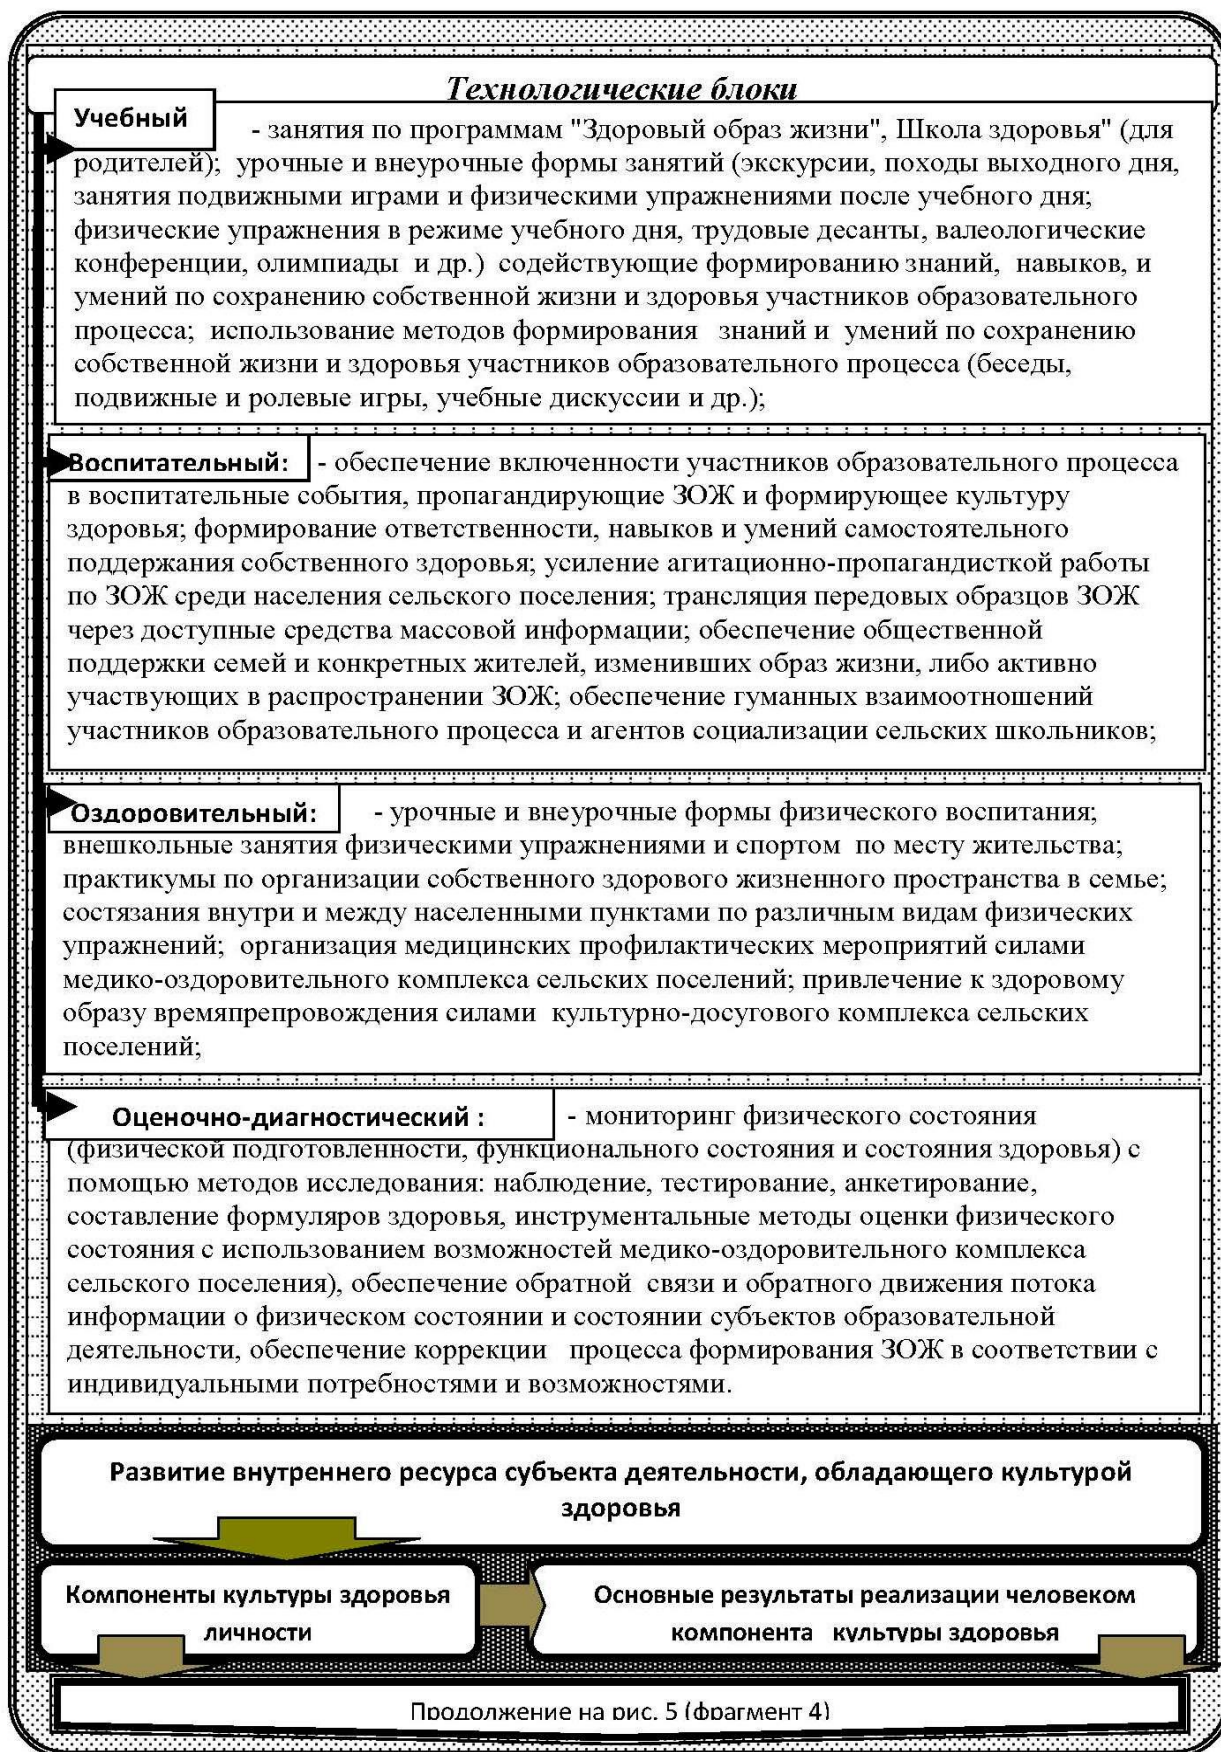 Технологические блоки
Учебный
- занятия по программам "Здоровый образ жизни", Школа здоровья" (для
родителей); урочные и внеурочные формы занятий (экскурсии, походы выходного дня,
занятия подвижными играми и физическими упражнениями после учебного дня;
физические упражнения в режиме учебного дня, трудовые десанты, валеологические
конференции, олимпиады и др.) содействующие формированию знаний, навыков, и
умений по сохранению собственной жизни и здоровья участников образовательного
процесса; использование методов формирования знаний и умений по сохранению
собственной жизни и здоровья участников образовательного процесса (беседы,
подвижные и ролевые игры, учебные дискуссии и др.);
Воспитательный: - обеспечение включенности участников образовательного процесса
в воспитательные события, пропагандирующие ЗОЖ и формирующее культуру
здоровья; формирование ответственности, навыков и умений самостоятельного
поддержания собственного здоровья; усиление агитационно-пропагандисткой работы
по ЗОЖ среди населения сельского поселения; трансляция передовых образцов ЗОЖ
через доступные средства массовой информации; обеспечение общественной
поддержки семей и конкретных жителей, изменивших образ жизни, либо активно
участвующих в распространении ЗОЖ; обеспечение гуманных взаимоотношений
участников образовательного процесса и агентов социализации сельских школьников;
Оздоровительный: - урочные и внеурочные формы физического воспитания;
внешкольные занятия физическими упражнениями и спортом по месту жительства;
практикумы по организации собственного здорового жизненного пространства в семье;
состязания внутри и между населенными пунктами по различным видам физических
упражнений; организация медицинских профилактических мероприятий силами
медико-оздоровительного комплекса сельских поселений; привлечение к здоровому
образу времяпрепровождения силами культурно-досугового комплекса сельских
поселений;
Оценочно-диагностический : - мониторинг физического состояния
(физической подготовленности, функционального состояния и состояния здоровья) с
помощью методов исследования: наблюдение, тестирование, анкетирование,
составление формуляров здоровья, инструментальные методы оценки физического
состояния с использованием возможностей медико-оздоровительного комплекса
сельского поселения), обеспечение обратной связи и обратного движения потока
информации о физическом состоянии и состоянии субъектов образовательной
деятельности, обеспечение коррекции процесса формирования ЗОЖ в соответствии с
индивидуальными потребностями и возможностями.
Развитие внутреннего ресурса субъекта деятельности, обладающего культурой
здоровья
Компоненты культуры здоровья
личности
Основные результаты реализации человеком
компонента культуры здоровья
Продолжение на рис. 5 (фрагмент 4)